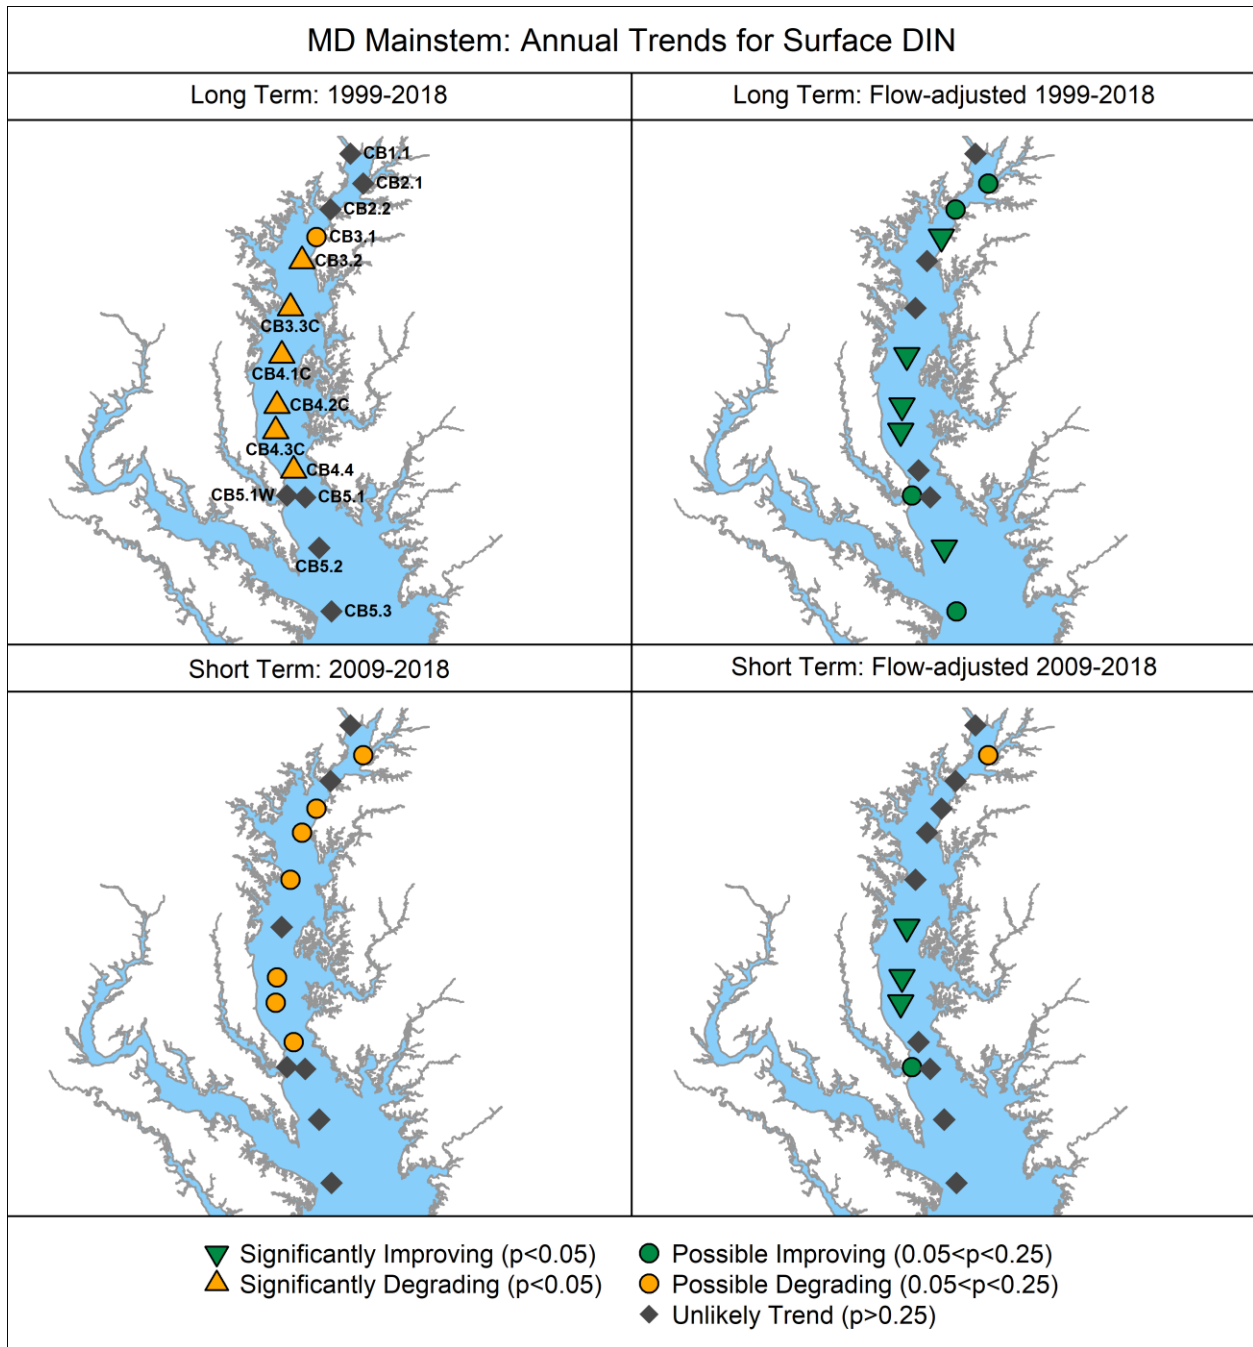 MD Mainstem: Annual Trends for Surface DIN
Long Term: 1999-2018
Long Term: Flow-adjusted 1999-2018
CB1.1
CB2.1
CB2.2
CB3.1
CB3.2
CB3.3C
CB4.1C
CB4.2C
CB4.3C
CB4.4
CB5.1W
CB5.1
CB5.2
CB5.3
Short Term: 2009-2018
Short Term: Flow-adjusted 2009-2018
Significantly Improving (p<0.05)
Possible Improving (0.05<p<0.25)
Significantly Degrading (p<0.05)
Possible Degrading (0.05<p<0.25)
Unlikely Trend (p>0.25)